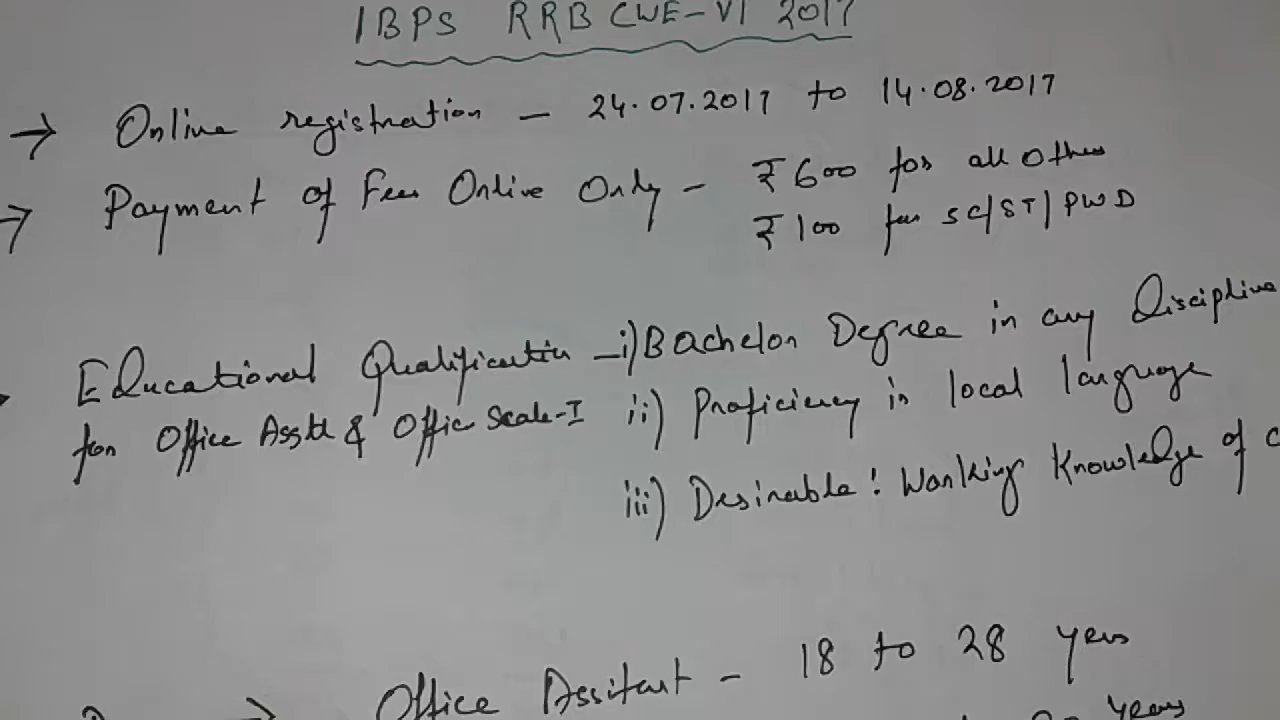 IBPS RRB CWE-VI 2017
→ Online registration – 24.07.2017 to 14.08.2017
→ Payment of Fees Online Only – ₹600 for all Others
₹100 for SC/ST/PWD
Educational Qualification – i) Bachelor Degree in any Discipline
for Office Asstt & Offic Scale-I ii) Proficiency in local language
iii) Desirable: Working Knowledge of
→ Office Assitant – 18 to 28 years
years